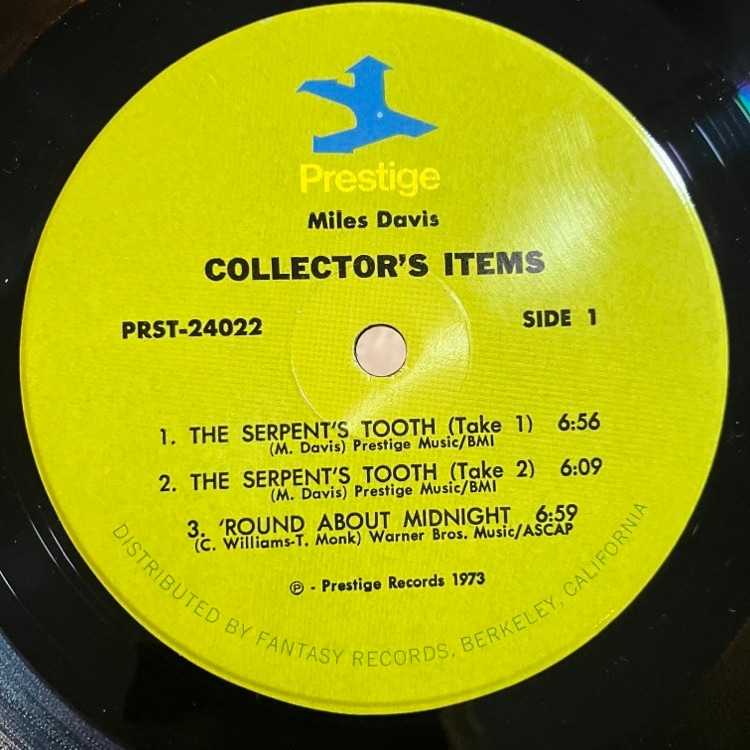 Prestige
Miles Davis
COLLECTOR'S ITEMS
PRST-24022 SIDE 1
1. THE SERPENT'S TOOTH (Take 1) 6:56
(M. Davis) Prestige Music/BMI
2. THE SERPENT'S TOOTH (Take 2) 6:09
(M. Davis) Prestige Music/BMI
3. 'ROUND ABOUT MIDNIGHT 6:59
(C. Williams-T. Monk) Warner Bros. Music/ASCAP
℗ - Prestige Records 1973
DISTRIBUTED BY FANTASY RECORDS, BERKELEY, CALIFORNIA